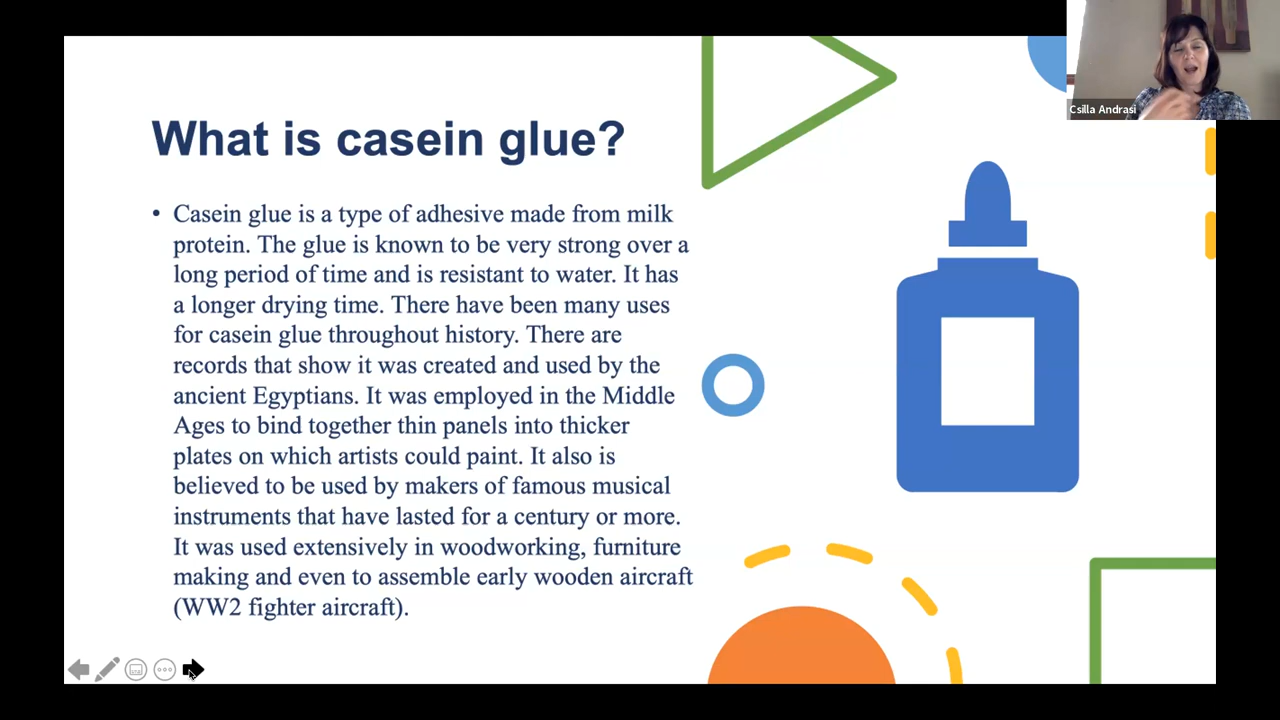 Csilla Andrasi
What is casein glue?
• Casein glue is a type of adhesive made from milk
protein. The glue is known to be very strong over a
long period of time and is resistant to water. It has
a longer drying time. There have been many uses
for casein glue throughout history. There are
records that show it was created and used by the
ancient Egyptians. It was employed in the Middle
Ages to bind together thin panels into thicker
plates on which artists could paint. It also is
believed to be used by makers of famous musical
instruments that have lasted for a century or more.
It was used extensively in woodworking, furniture
making and even to assemble early wooden aircraft
(WW2 fighter aircraft).